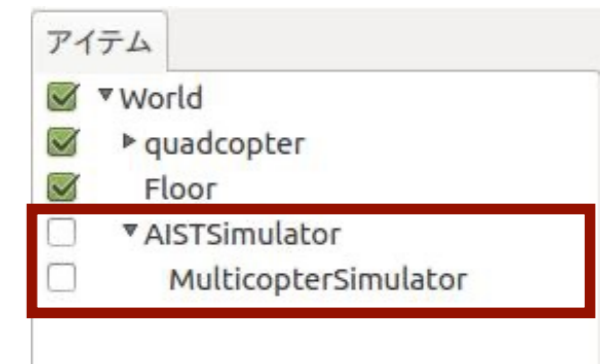 アイテム
World
quadcopter
Floor
AISTSimulator
MulticopterSimulator